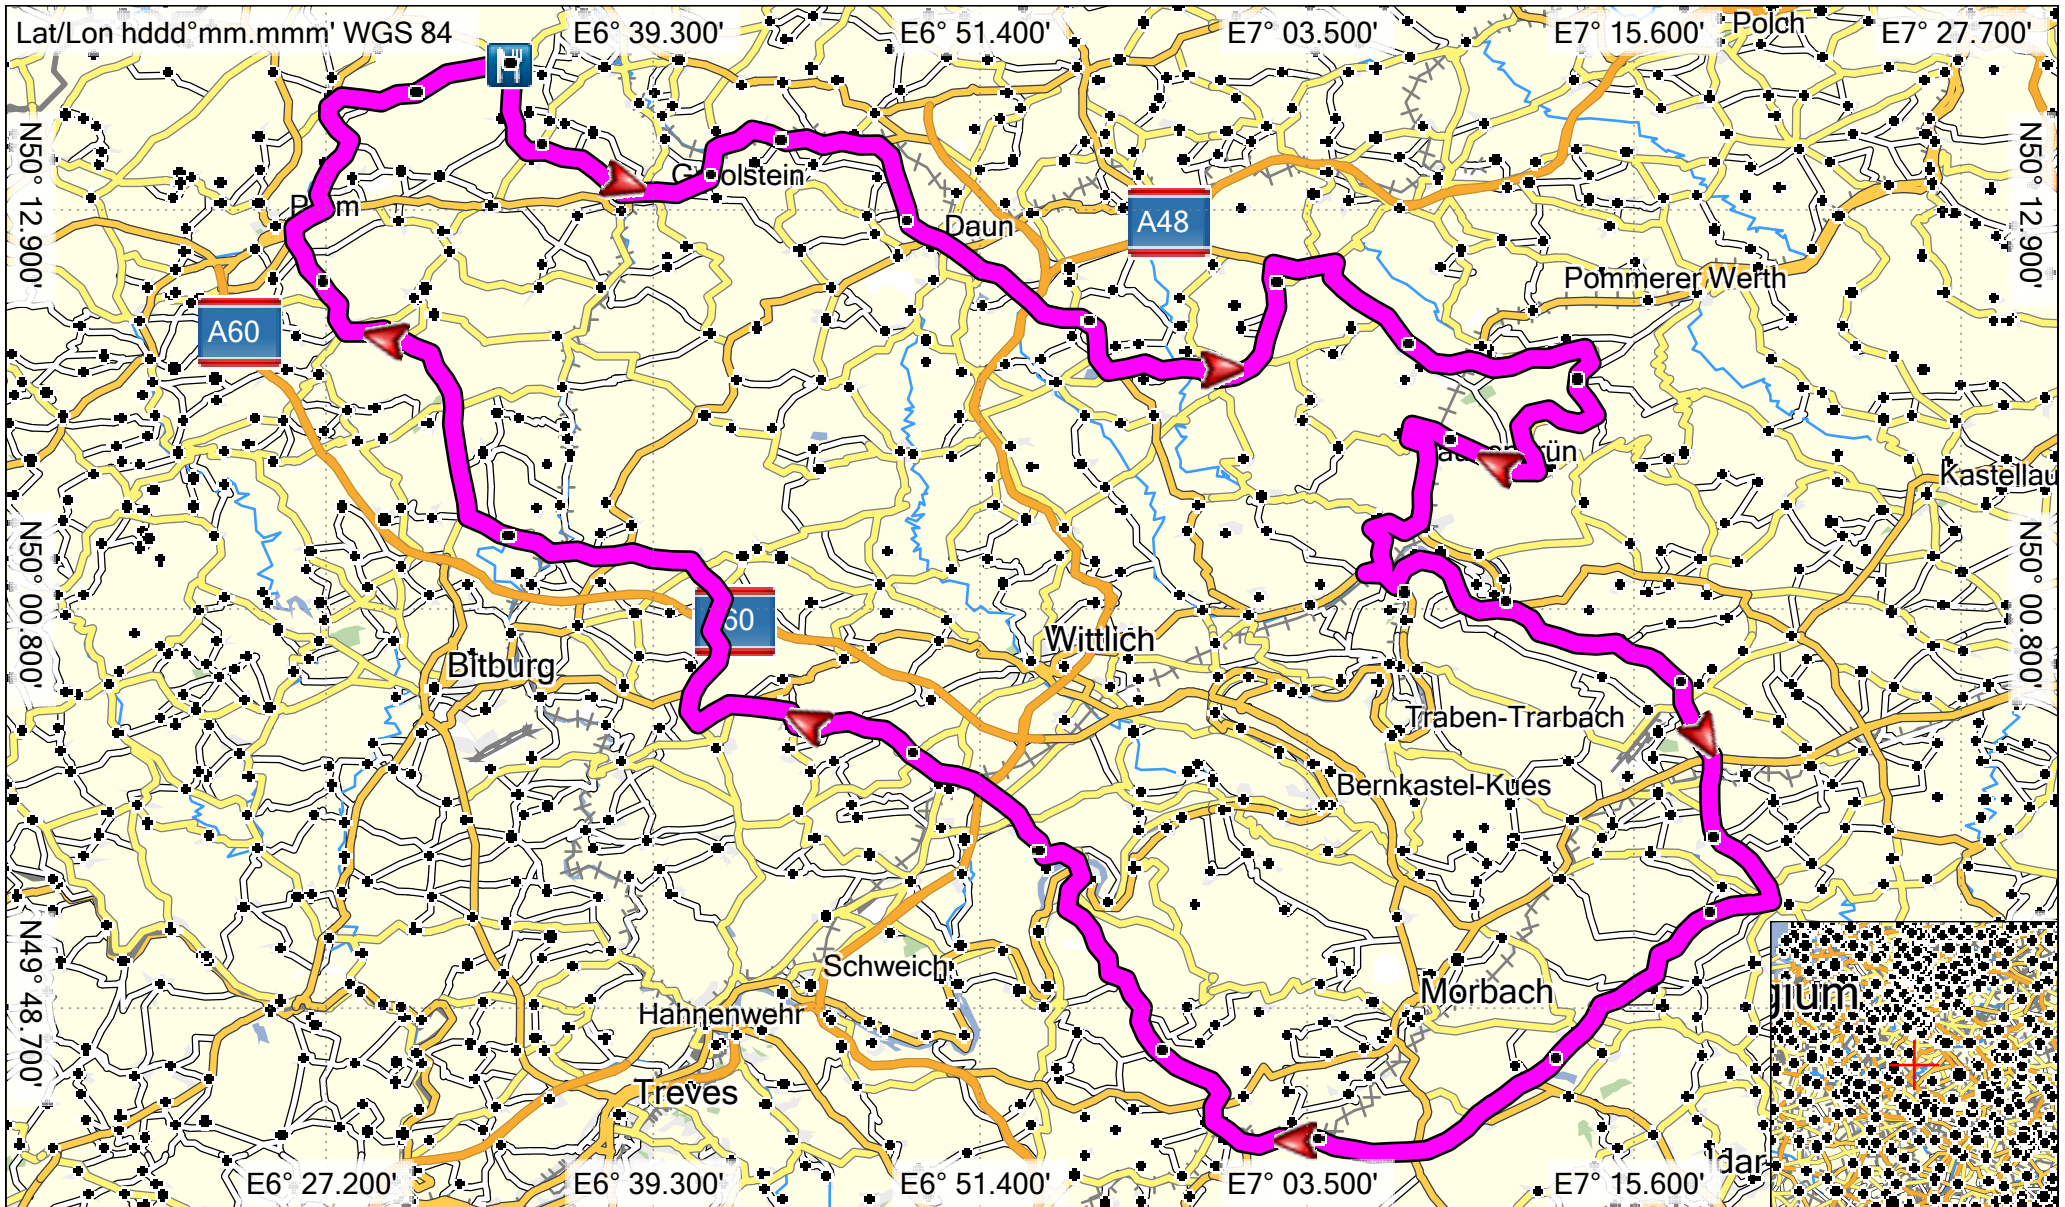 Lat/Lon hddd°mm.mmm' WGS 84
E6° 39.300'
E6° 51.400'
E7° 03.500'
E7° 15.600'
E7° 27.700'
Polch
N50° 12.900'
N50° 12.900'
Daun
A48
Pommerer Werth
A60
Kastellau
N50° 00.800'
N50° 00.800'
Wittlich
Bitburg
Traben-Trarbach
Bernkastel-Kues
N49° 48.700'
Schweich
Morbach
Hahnenwehr
gium
Treves
Idar
E6° 27.200'
E6° 39.300'
E6° 51.400'
E7° 03.500'
E7° 15.600'